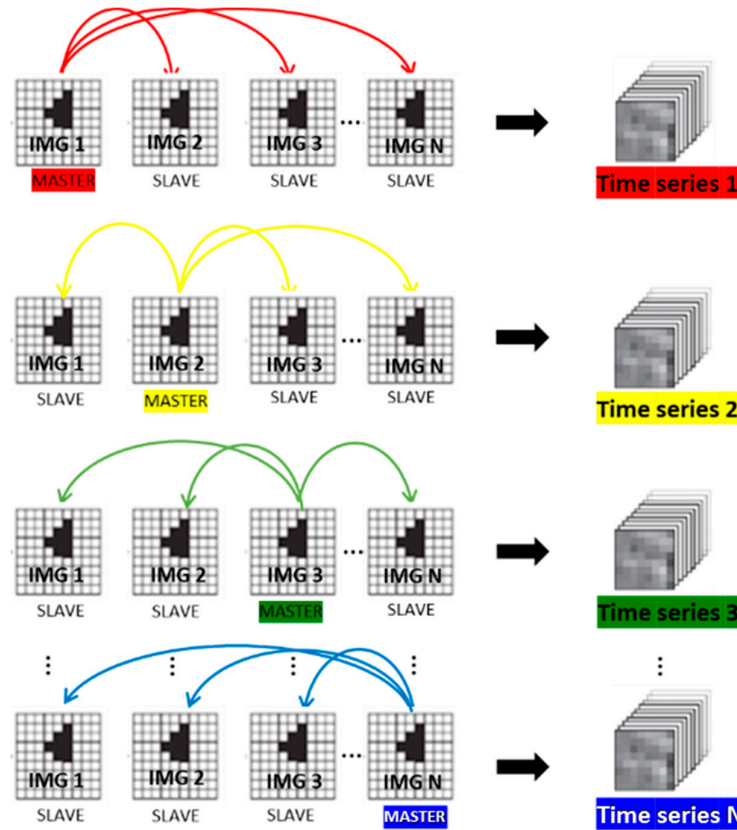 IMG 1 IMG 2 IMG 3 ... IMG N
MASTER SLAVE SLAVE SLAVE Time series 1
IMG 1 IMG 2 IMG 3 ... IMG N
SLAVE MASTER SLAVE SLAVE Time series 2
IMG 1 IMG 2 IMG 3 ... IMG N
SLAVE SLAVE MASTER SLAVE Time series 3
IMG 1 IMG 2 IMG 3 ... IMG N
SLAVE SLAVE SLAVE MASTER Time series N